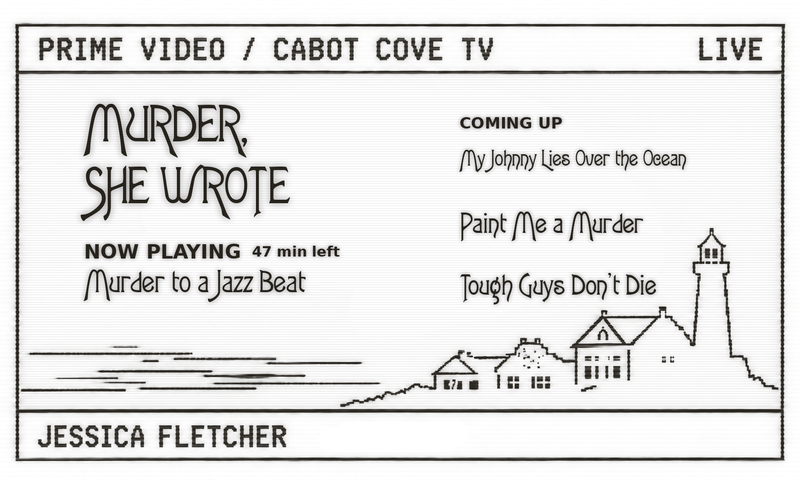 PRIME VIDEO / CABOT COVE TV
LIVE
MURDER,
SHE WROTE
NOW PLAYING 47 min left
Murder to a Jazz Beat
COMING UP
My Johnny Lies Over the Ocean
Paint Me a Murder
Tough Guys Don't Die
JESSICA FLETCHER